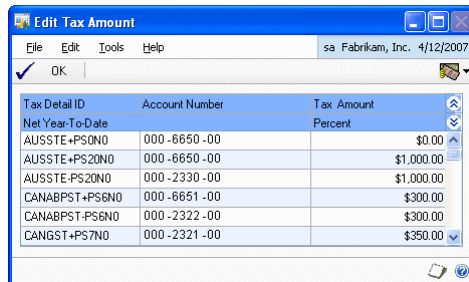 Edit Tax Amount
File Edit Tools Help sa Fabrikam, Inc. 4/12/2007
OK
Tax Detail ID Account Number Tax Amount
Net Year-To-Date Percent
AUSSTE+PS0N0 000 -6650 -00 $0.00
AUSSTE+PS20N0 000 -6650 -00 $1,000.00
AUSSTE-PS20N0 000 -2330 -00 $1,000.00
CANABPST+PS6N0 000 -6651 -00 $300.00
CANABPST-PS6N0 000 -2322 -00 $300.00
CANGST+PS7N0 000 -2321 -00 $350.00